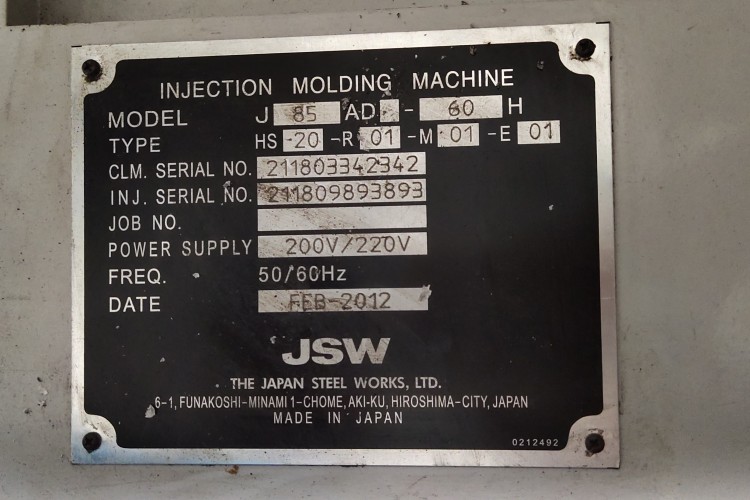 INJECTION MOLDING MACHINE
MODEL J 85 AD - 60 H
TYPE HS 20 -R 01 -M 01 -E 01
CLM. SERIAL NO. 211803342342
INJ. SERIAL NO. 211809893893
JOB NO.
POWER SUPPLY 200V/220V
FREQ. 50/60Hz
DATE FEB-2012
JSW
THE JAPAN STEEL WORKS, LTD.
6-1, FUNAKOSHI-MINAMI 1-CHOME, AKI-KU, HIROSHIMA-CITY, JAPAN
MADE IN JAPAN
0212492